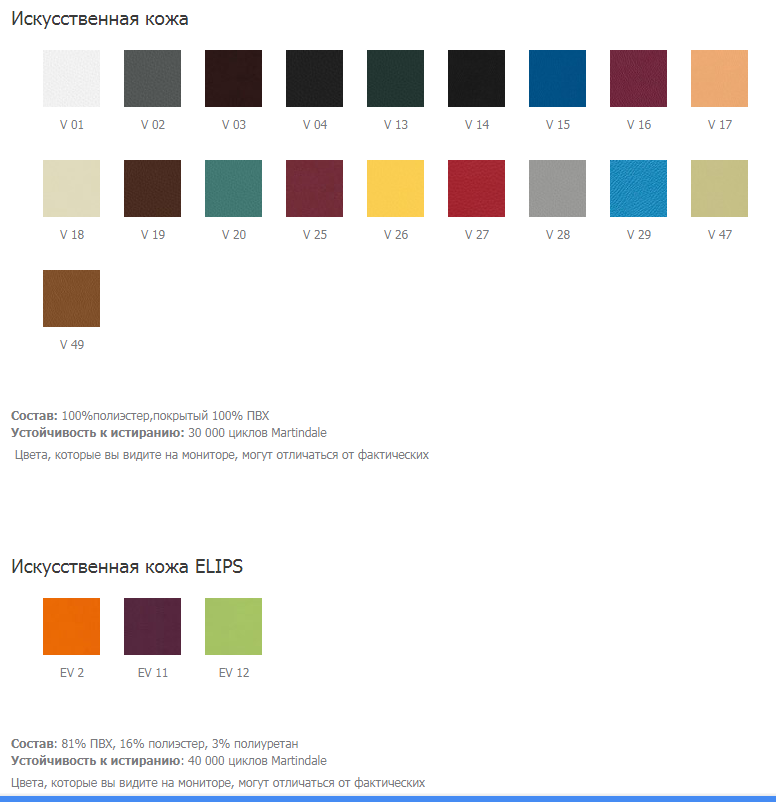 Искусственная кожа
V 01 V 02 V 03 V 04 V 13 V 14 V 15 V 16 V 17
V 18 V 19 V 20 V 25 V 26 V 27 V 28 V 29 V 47
V 49
Состав: 100%полиэстер,покрытый 100% ПВХ
Устойчивость к истиранию: 30 000 циклов Martindale
Цвета, которые вы видите на мониторе, могут отличаться от фактических
Искусственная кожа ELIPS
EV 2 EV 11 EV 12
Состав: 81% ПВХ, 16% полиэстер, 3% полиуретан
Устойчивость к истиранию: 40 000 циклов Martindale
Цвета, которые вы видите на мониторе, могут отличаться от фактических